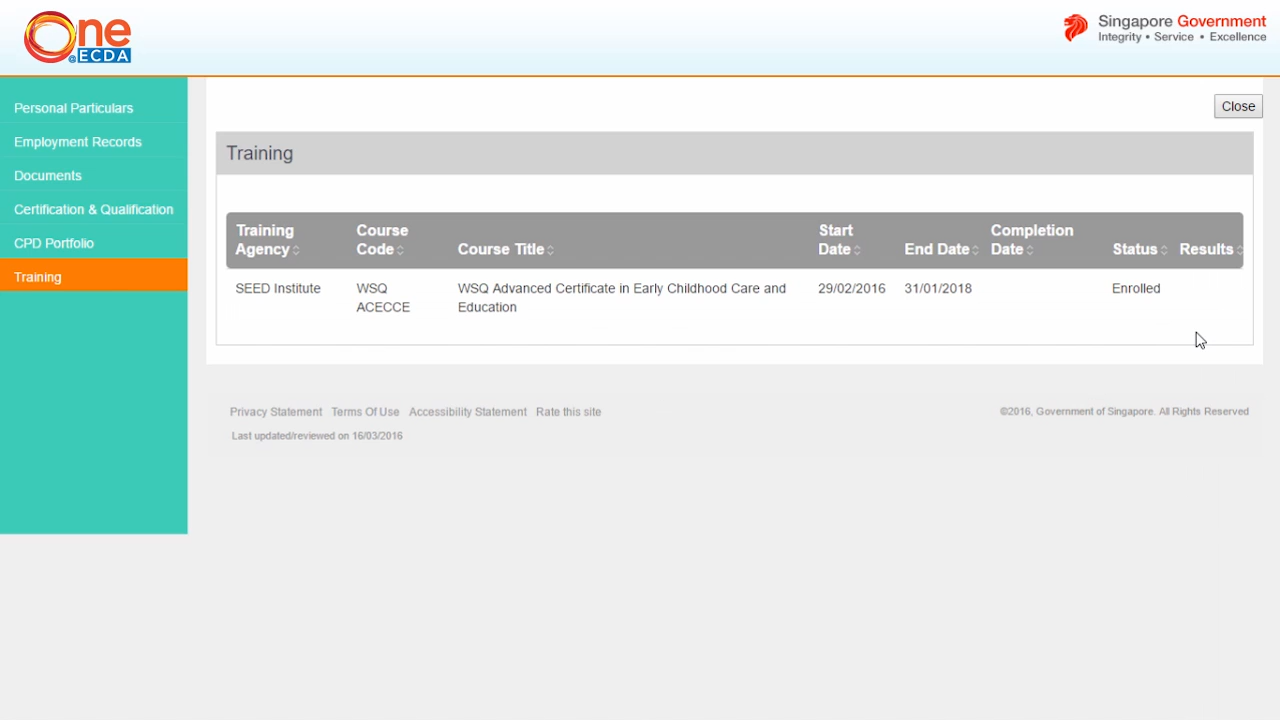 One
@ECDA
Singapore Government
Integrity • Service • Excellence
Personal Particulars
Employment Records
Documents
Certification & Qualification
CPD Portfolio
Training
Close
Training
Training Agency
Course Code
Course Title
Start Date
End Date
Completion Date
Status
Results
SEED Institute
WSQ
ACECCE
WSQ Advanced Certificate in Early Childhood Care and
Education
29/02/2016
31/01/2018
Enrolled
Privacy Statement Terms Of Use Accessibility Statement Rate this site
©2016, Government of Singapore. All Rights Reserved
Last updated/reviewed on 16/03/2016